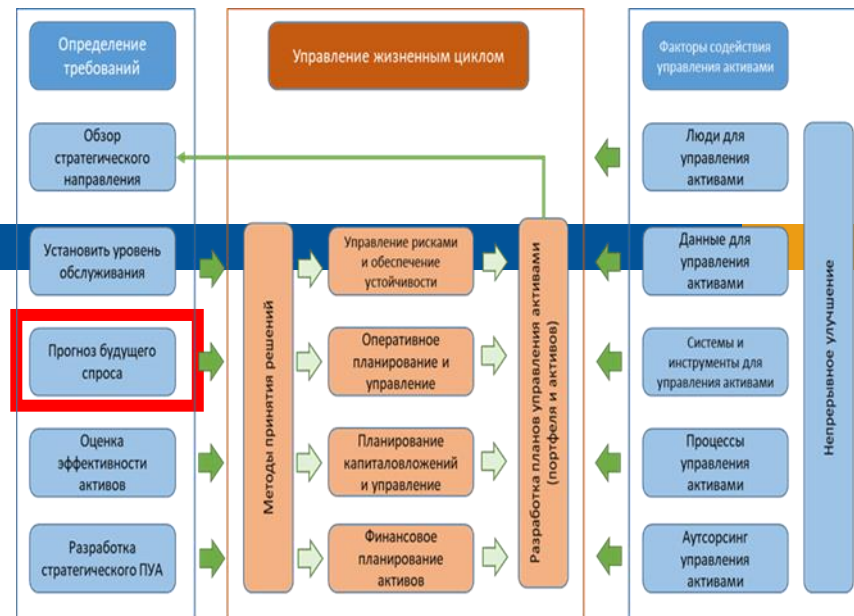 Определение
требований
Управление жизненным циклом
Факторы содействия
управления активами
Обзор
стратегического
направления
Люди для
управления
активами
Установить уровень
обслуживания
Управление рисками
и обеспечение
устойчивости
Данные для
управления
активами
Прогноз будущего
спроса
Оперативное
планирование и
управление
Системы и
инструменты для
управления активами
Оценка
эффективности
активов
Планирование
капиталовложений
и управление
Процессы
управления
активами
Разработка
стратегического ПУА
Финансовое
планирование
активов
Аутсорсинг
управления
активами
Методы принятия решений
Разработка планов управления активами
(портфеля и активов)
Непрерывное улучшение